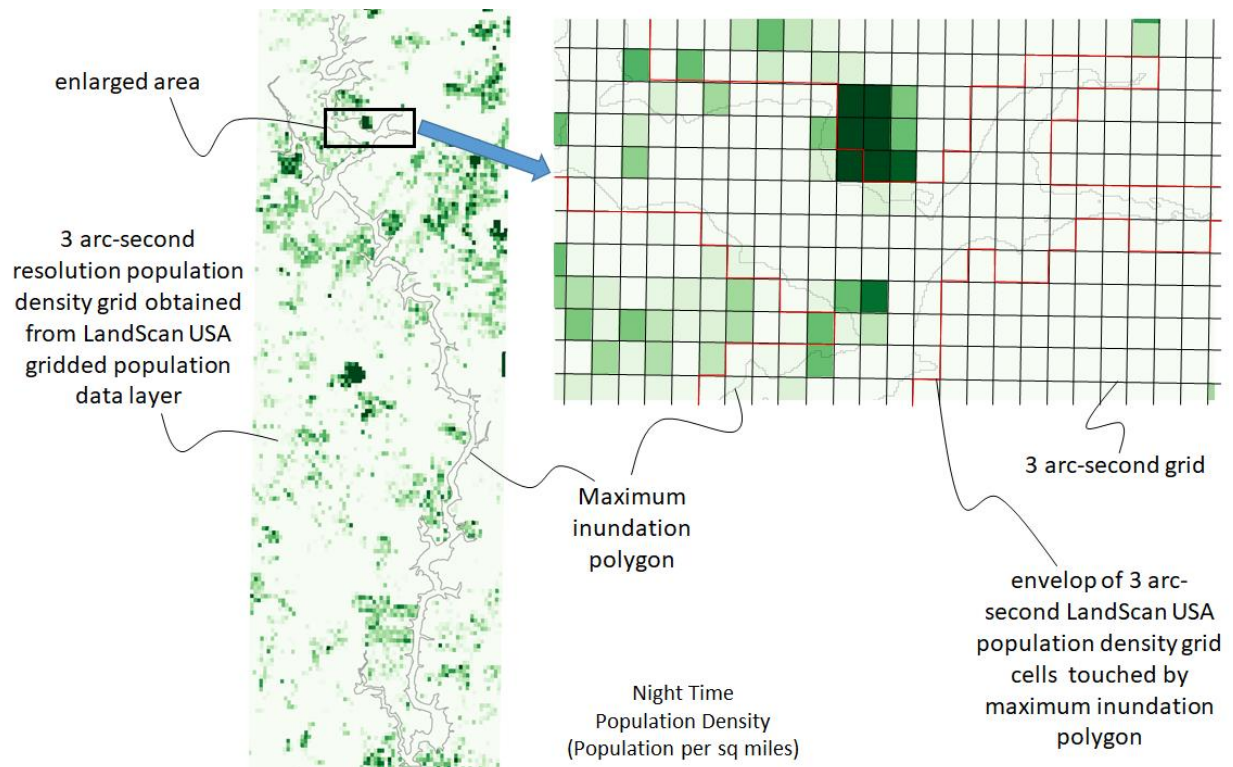 enlarged area
3 arc-second
resolution population
density grid obtained
from LandScan USA
gridded population
data layer
Maximum
inundation
polygon
Night Time
Population Density
(Population per sq miles)
3 arc-second grid
envelop of 3 arc-
second LandScan USA
population density grid
cells touched by
maximum inundation
polygon